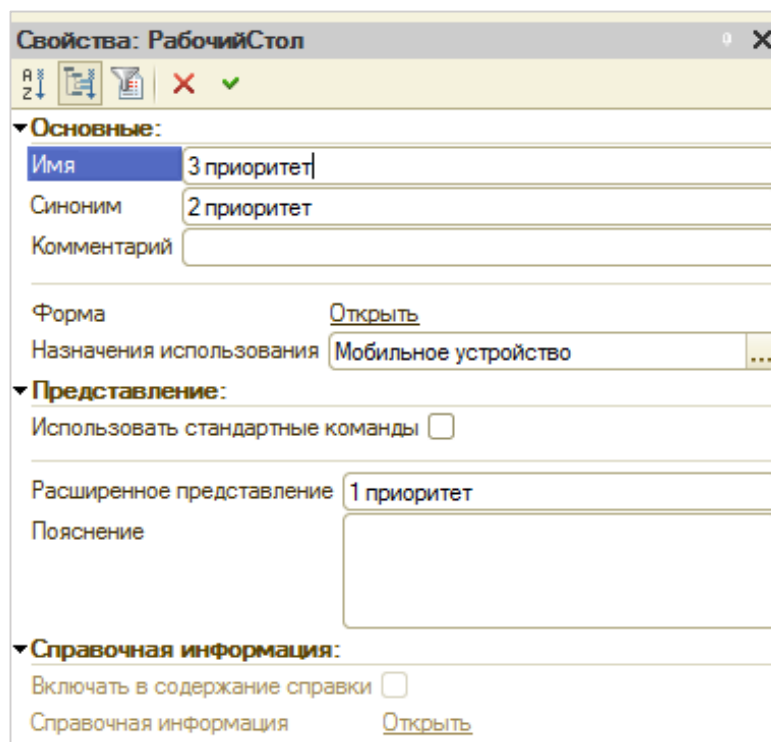 Свойства: РабочийСтол
Основные:
Имя 3 приоритет
Синоним 2 приоритет
Комментарий
Форма Открыть
Назначения использования Мобильное устройство ...
Представление:
Использовать стандартные команды
Расширенное представление 1 приоритет
Пояснение
Справочная информация:
Включать в содержание справки
Справочная информация Открыть